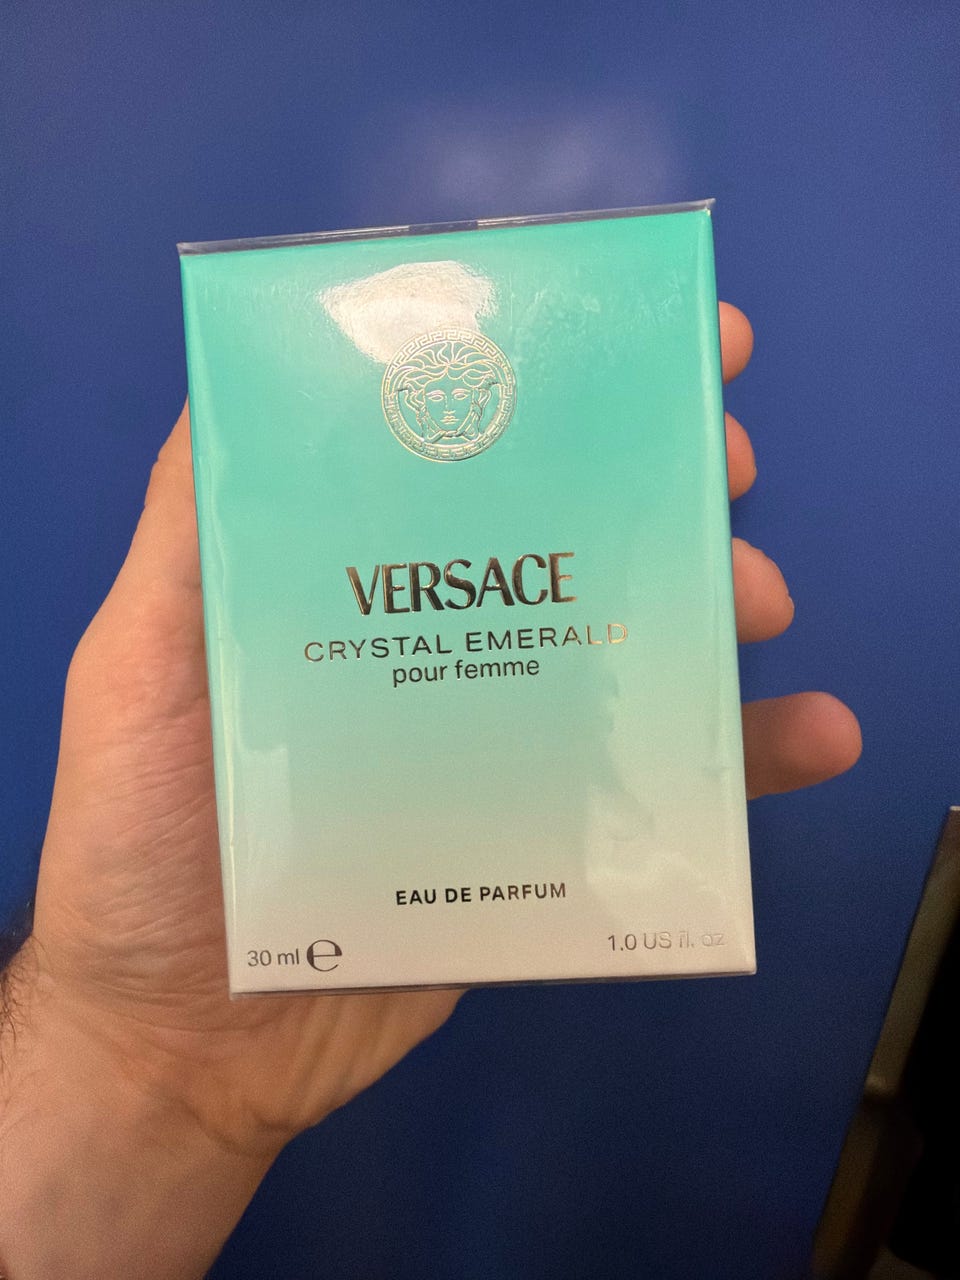 VERSACE
CRYSTAL EMERALD
pour femme
EAU DE PARFUM
30 ml ℮
1.0 US fl. oz